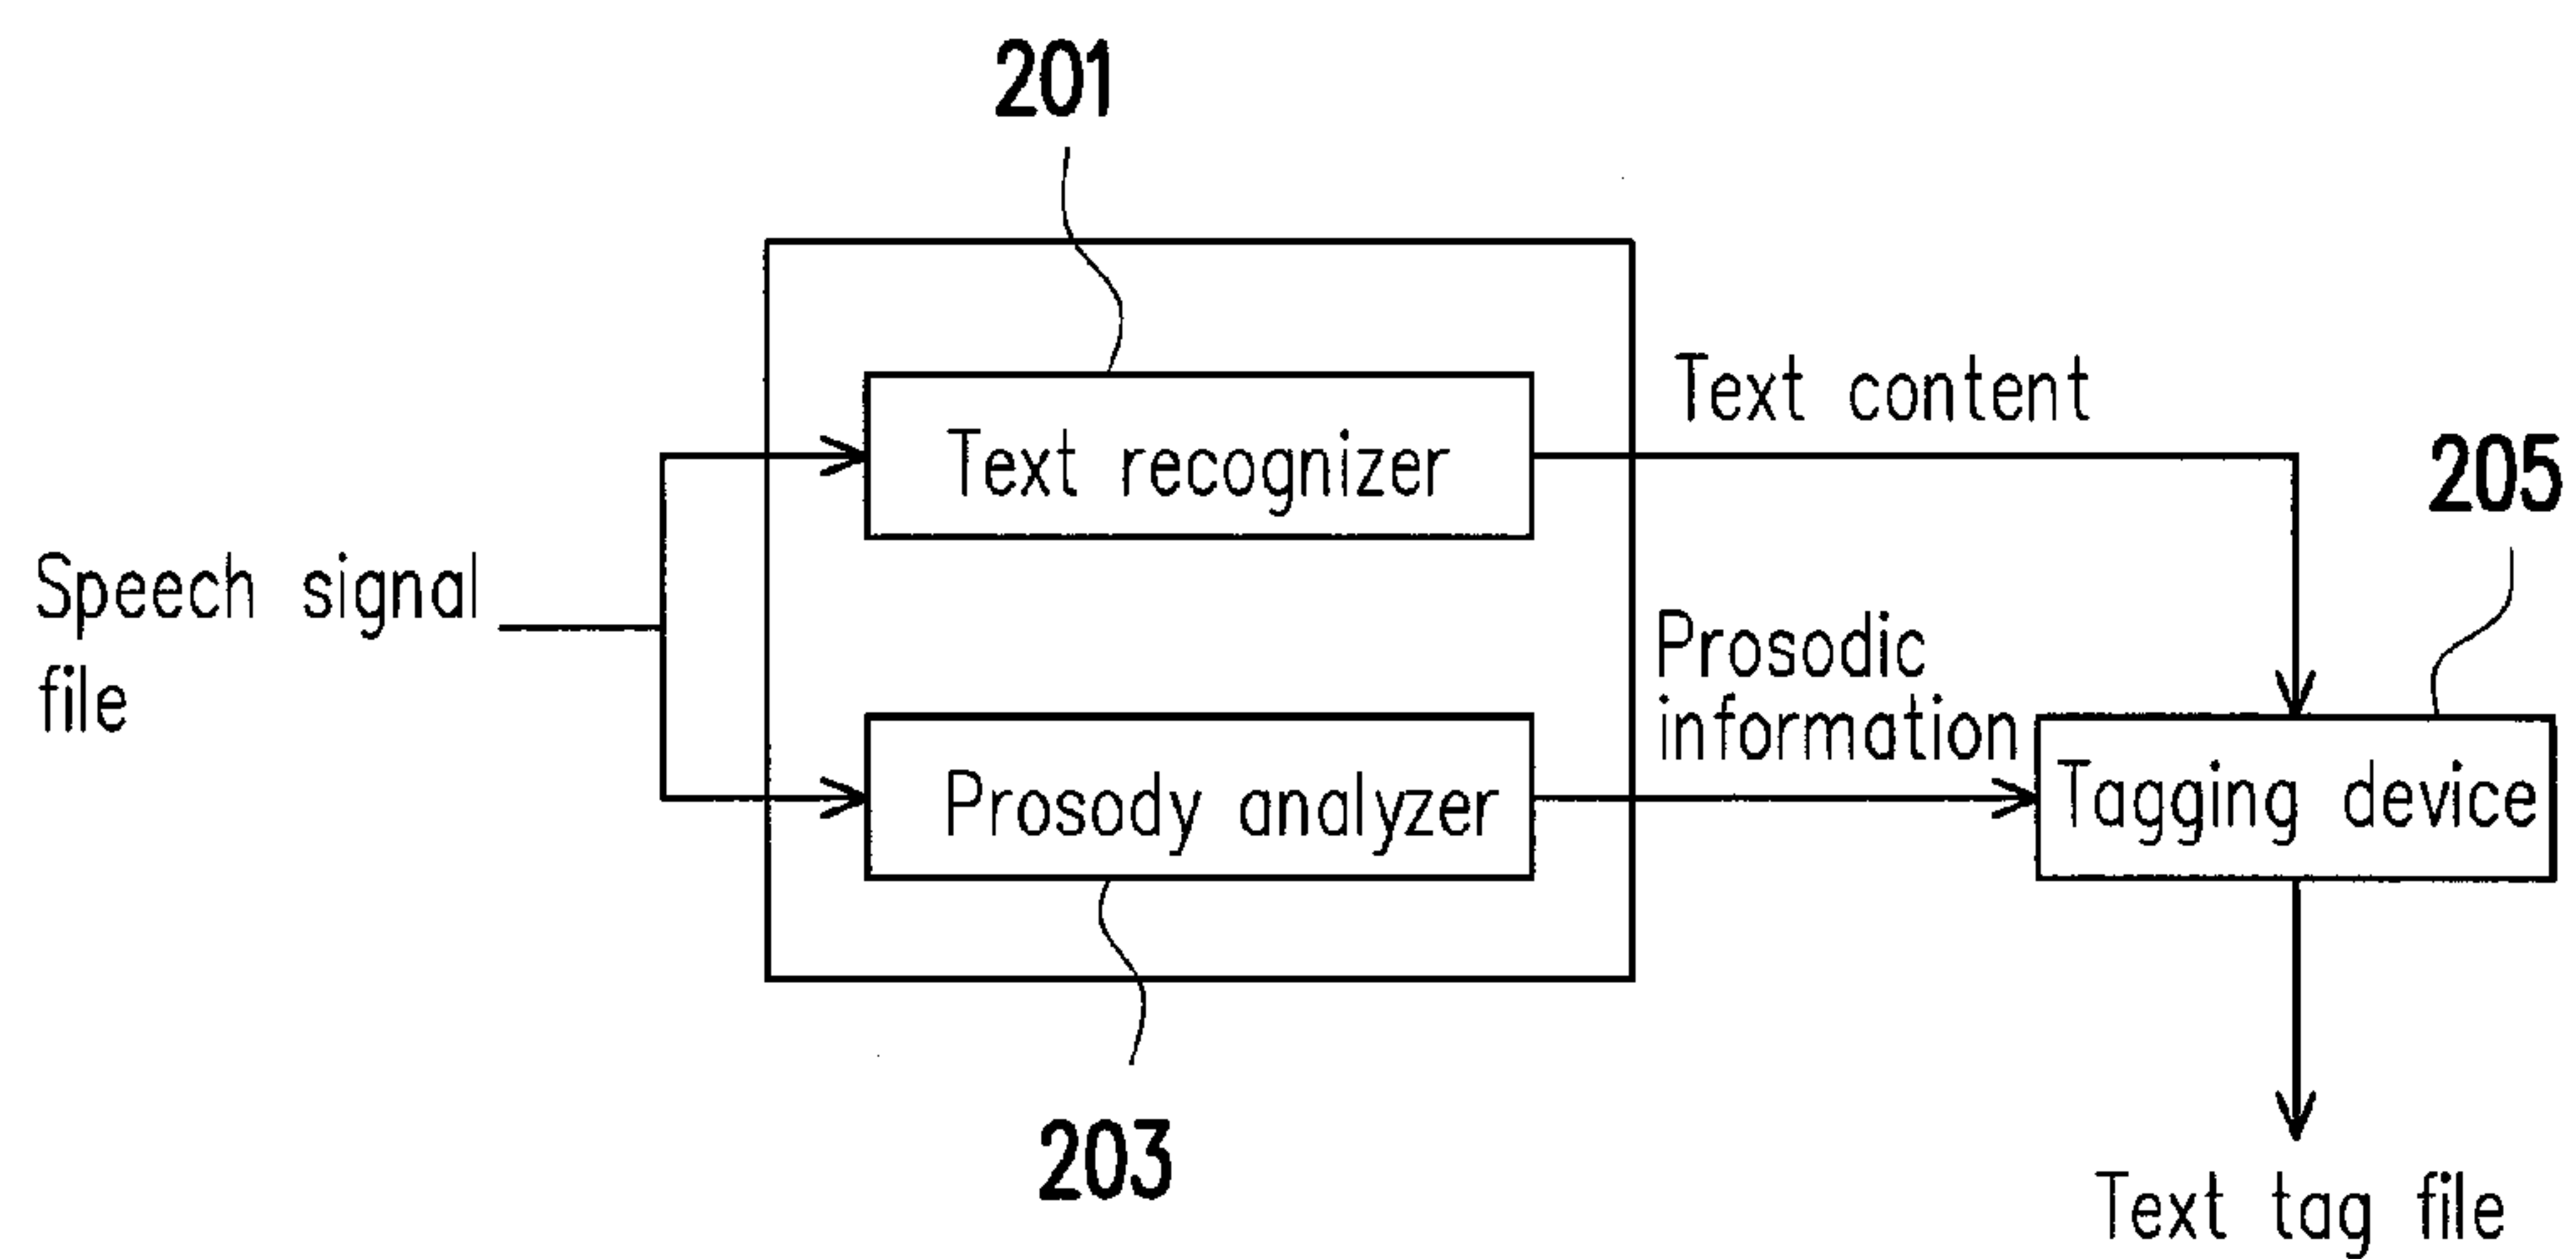 201
Text content
Text recognizer
205
Speech signal
file
Prosodic
information
Prosody analyzer
Tagging device
203
Text tag file